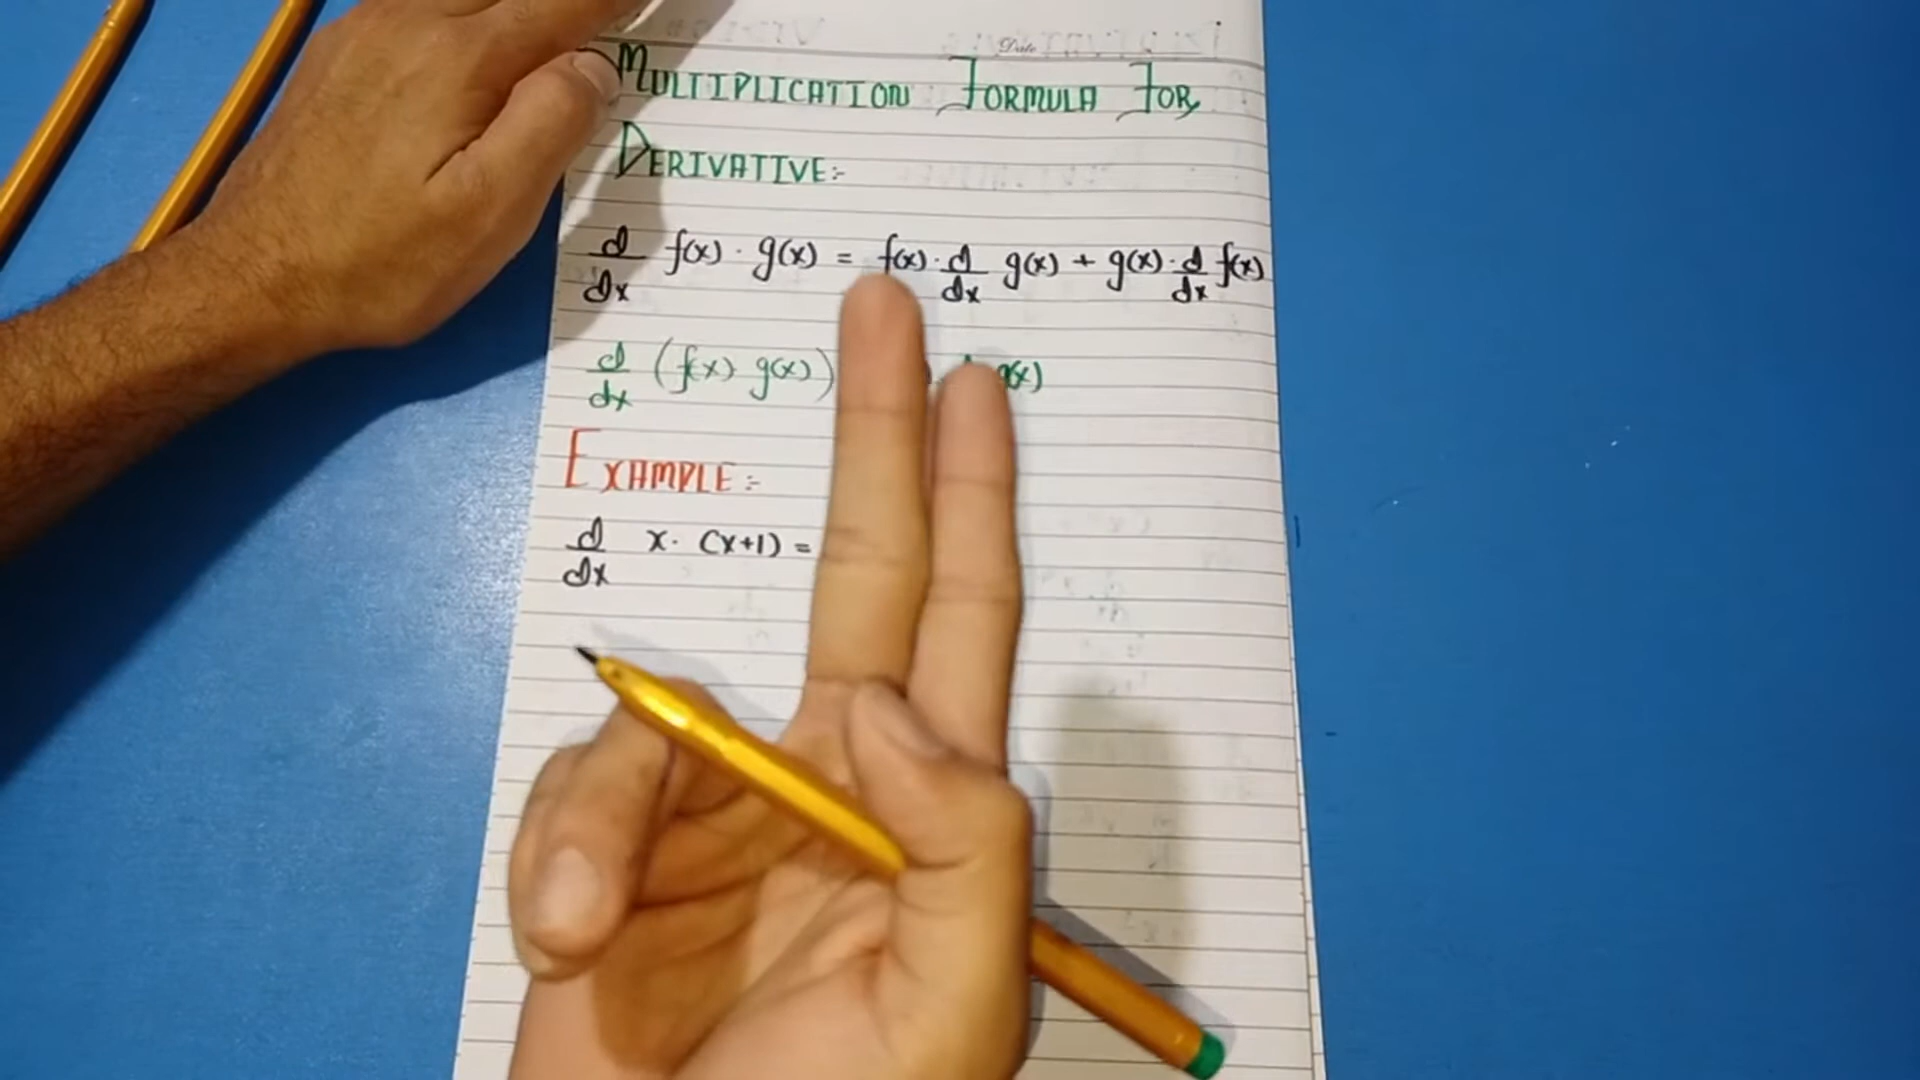 Date
MULTIPLICATION FORMULA FOR
DERIVATIVE:-
d/dx f(x) · g(x) = f(x) · d/dx g(x) + g(x) · d/dx f(x)
d/dx (f(x) g(x)) g(x)
EXAMPLE:-
d/dx x · (x+1) =